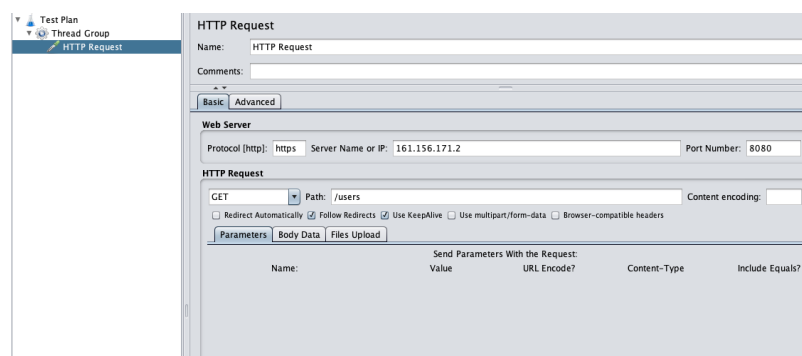 Test Plan
Thread Group
HTTP Request
HTTP Request
Name: HTTP Request
Comments:
Basic Advanced
Web Server
Protocol [http]: https Server Name or IP: 161.156.171.2 Port Number: 8080
HTTP Request
GET Path: /users Content encoding:
Redirect Automatically Follow Redirects Use KeepAlive Use multipart/form-data Browser-compatible headers
Parameters Body Data Files Upload
Send Parameters With the Request:
Name: Value URL Encode? Content-Type Include Equals?